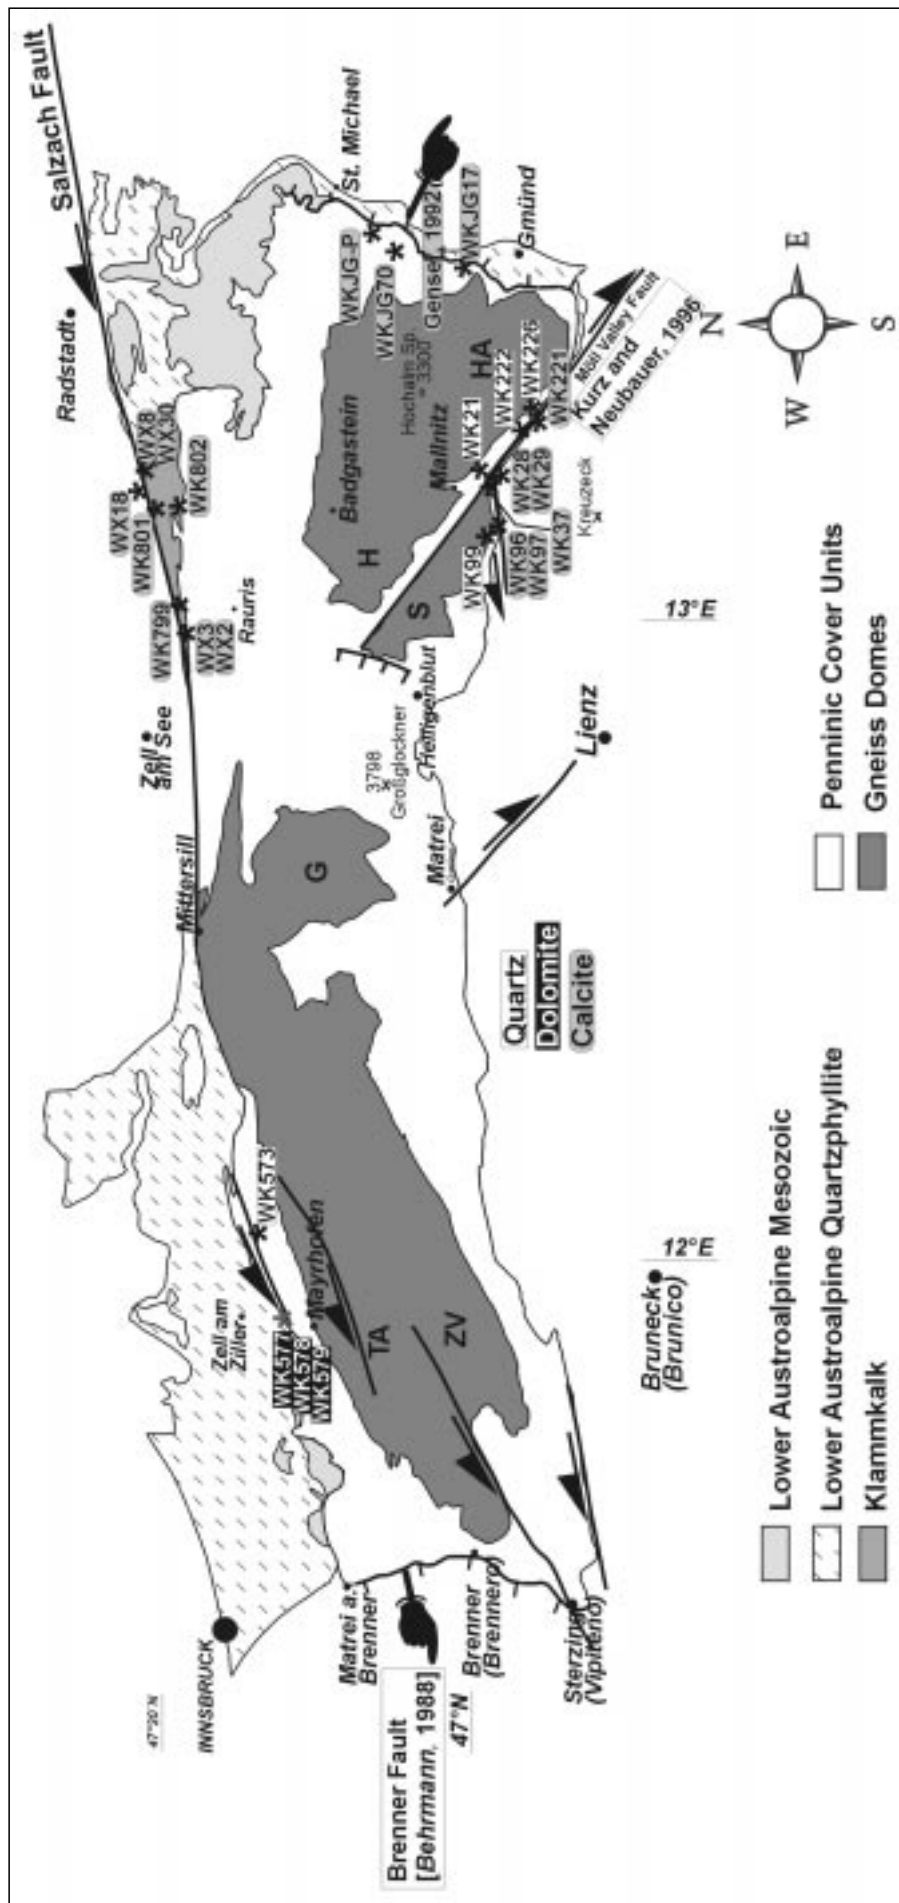 Salzach Fault
Radstadt
St. Michael
WX18
WX8
WX30
WK801
WK802
WKJG-P
WKJG70
Genser, 1992
WKJG17
Gmünd
Badgastein
Hochalm Sp.
3300
HA
H
Mallnitz
WK21
WK222
WK226
WK221
Möll Valley Fault
Kurz and
Neubauer, 1996
N
E
S
W
WK799
WX3
WX2
Rauris
S
WK99
WK28
WK29
WK96
WK97
WK37
Kreuzeck
13°E
Zell
am See
Heiligenblut
3798
Großglockner
Lienz
Matrei
Mittersill
G
Quartz
Dolomite
Calcite
Penninic Cover Units
Gneiss Domes
WK573
Zell am
Ziller
Mayrhofen
WK577
WK578
WK579
TA
ZV
12°E
Bruneck
(Brunico)
INNSBRUCK
47°30'N
Matrei a.
Brenner
Brenner
(Brennero)
Sterzing
(Vipiteno)
47°N
Brenner Fault
[Behrmann, 1988]
Lower Austroalpine Mesozoic
Lower Austroalpine Quartzphyllite
Klammkalk